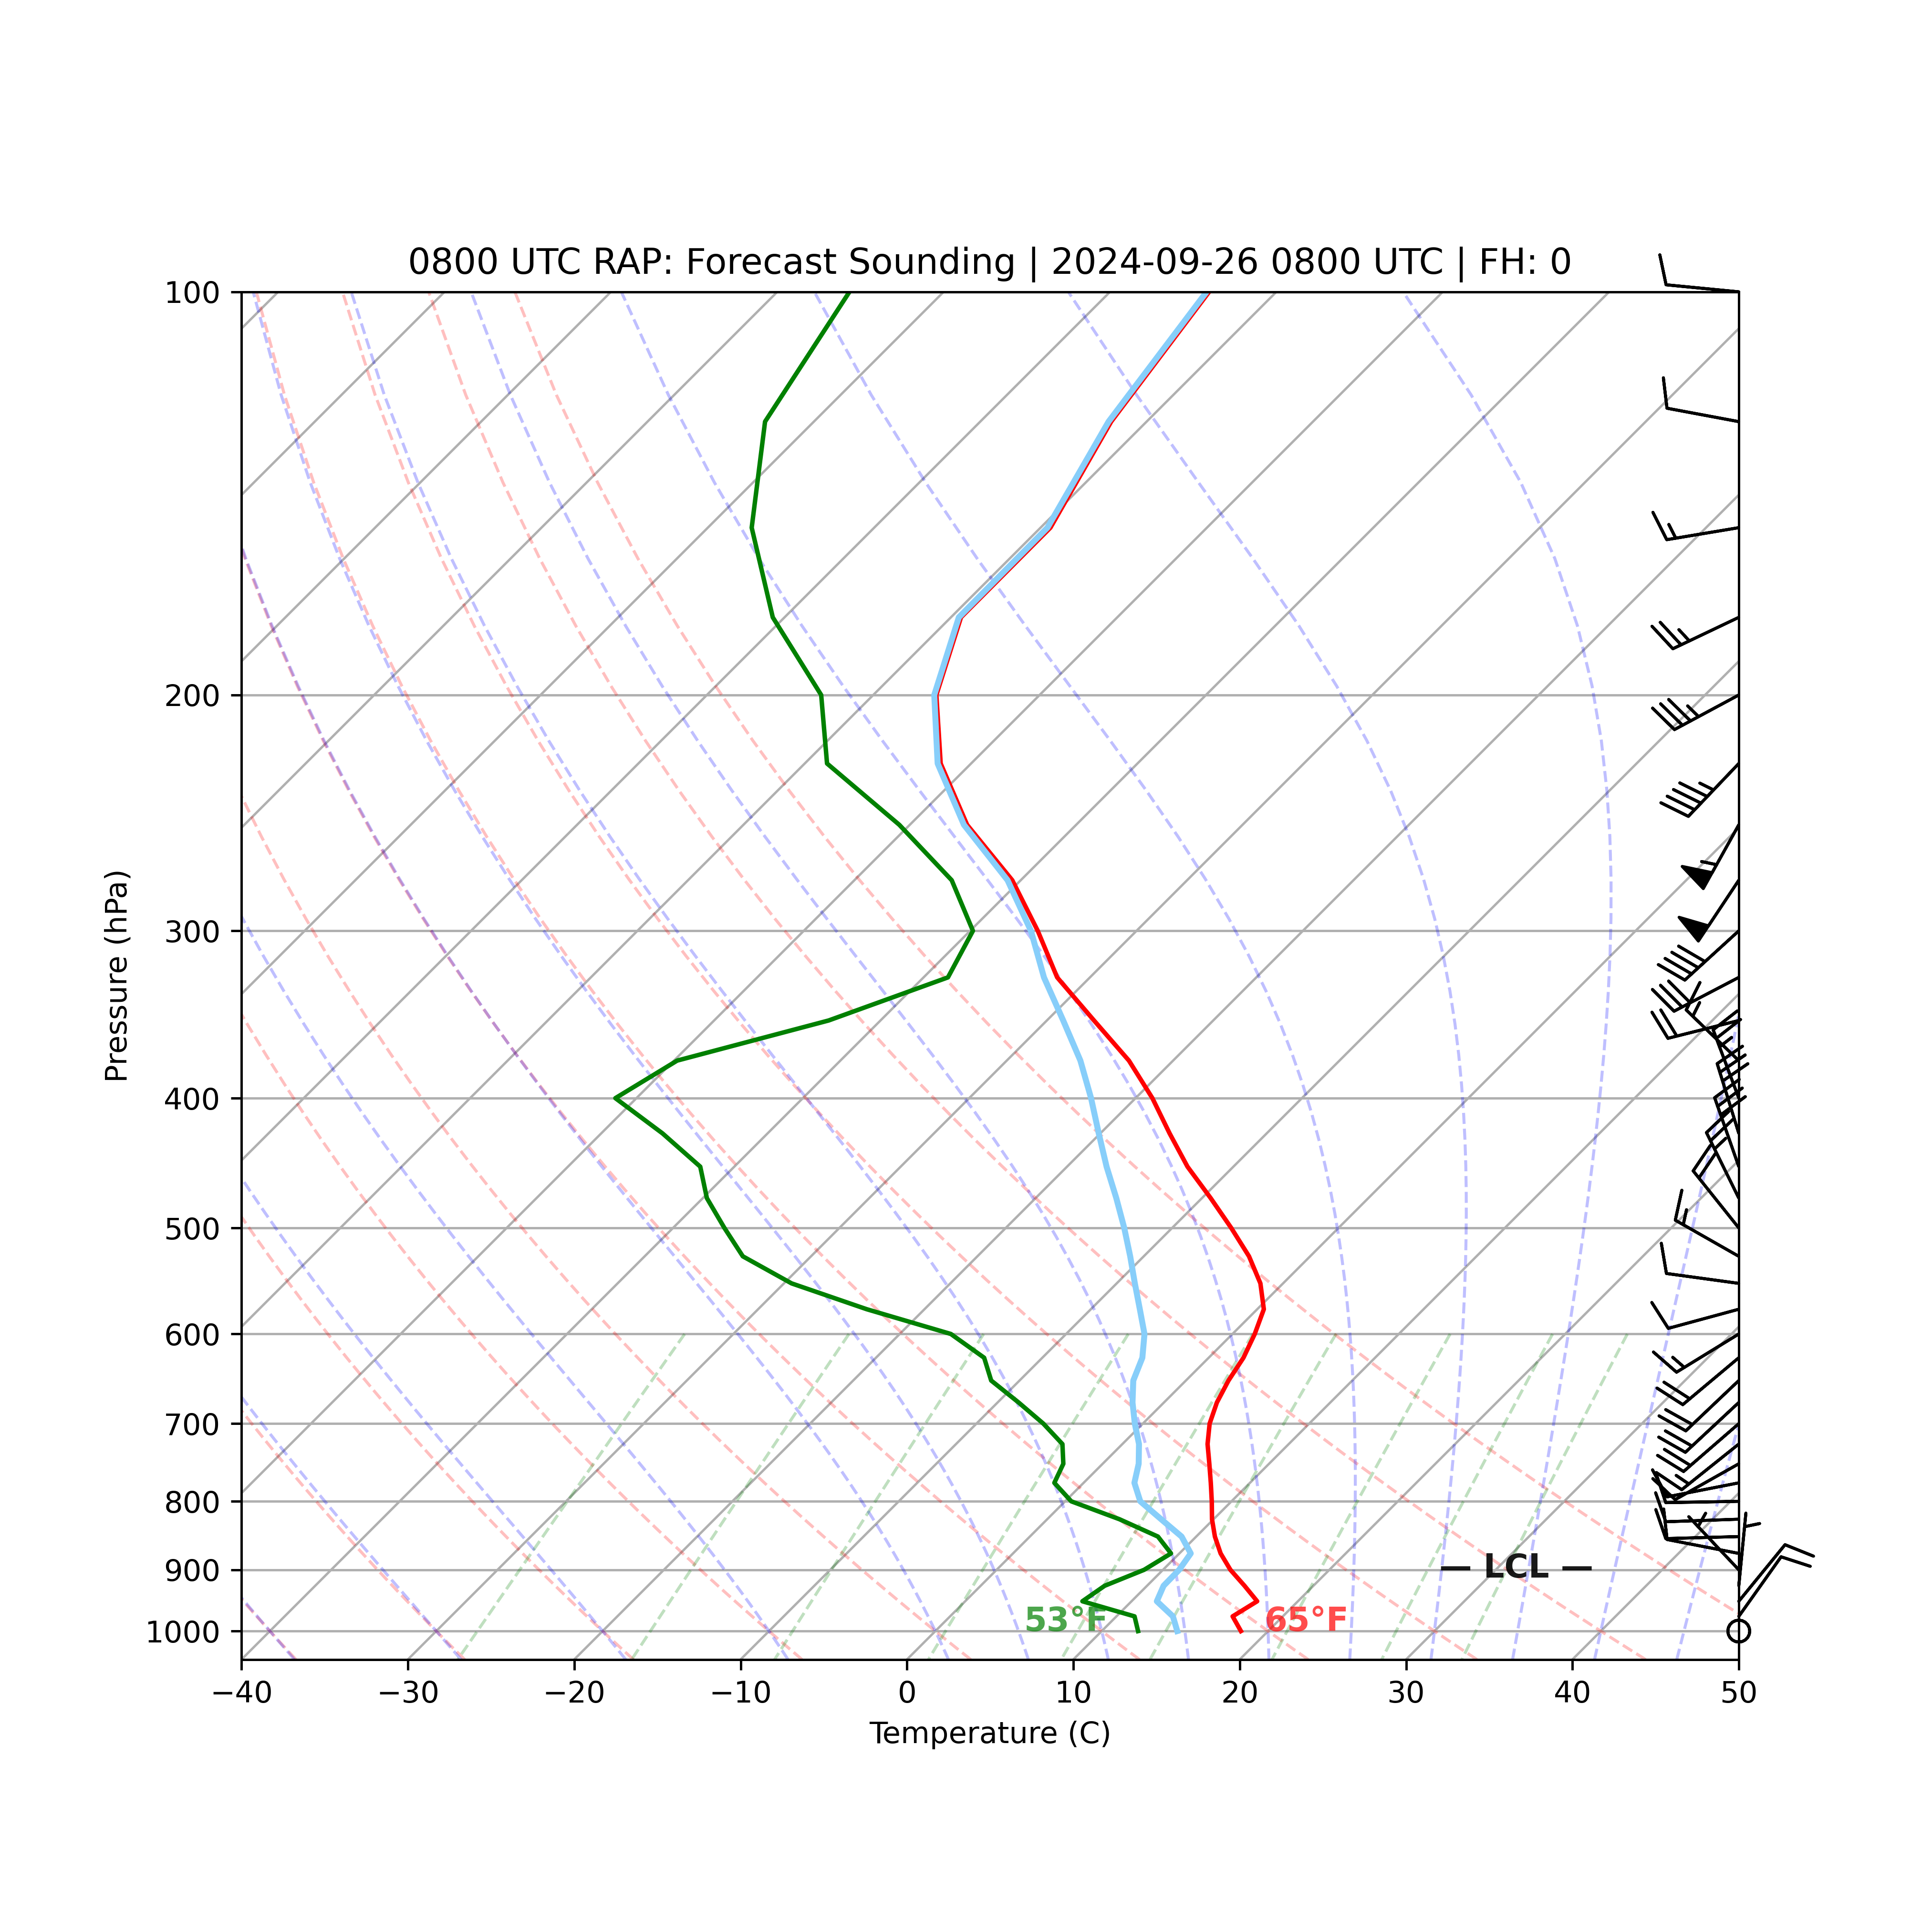 0800 UTC RAP: Forecast Sounding | 2024-09-26 0800 UTC | FH: 0
100
200
300
400
500
600
700
800
900
1000
Pressure (hPa)
— LCL —
53°F
65°F
−40 −30 −20 −10 0 10 20 30 40 50
Temperature (C)